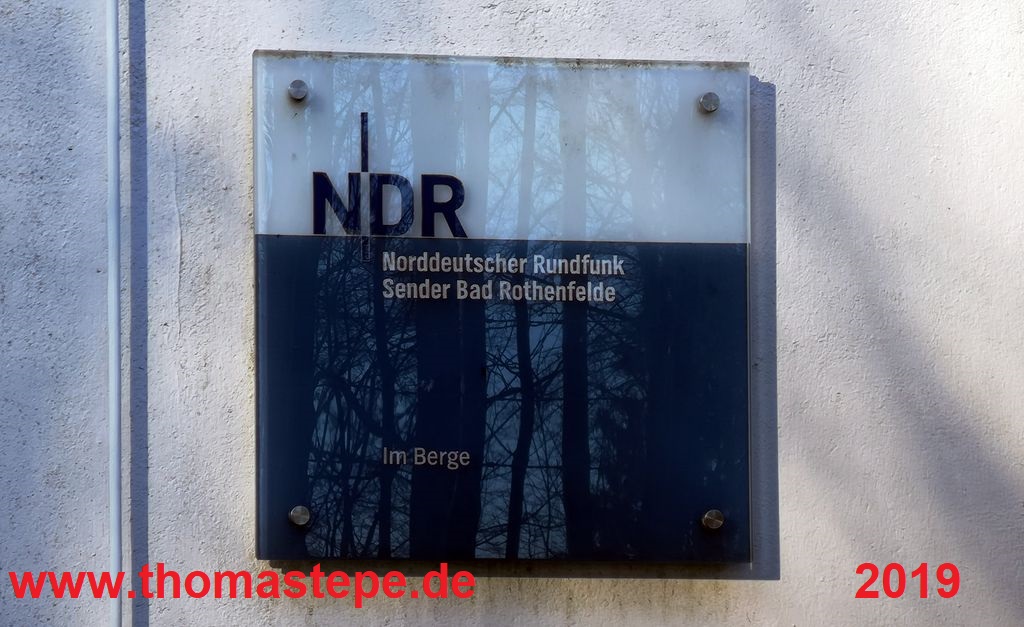 NDR
Norddeutscher Rundfunk
Sender Bad Rothenfelde
Im Berge
www.thomastepe.de
2019